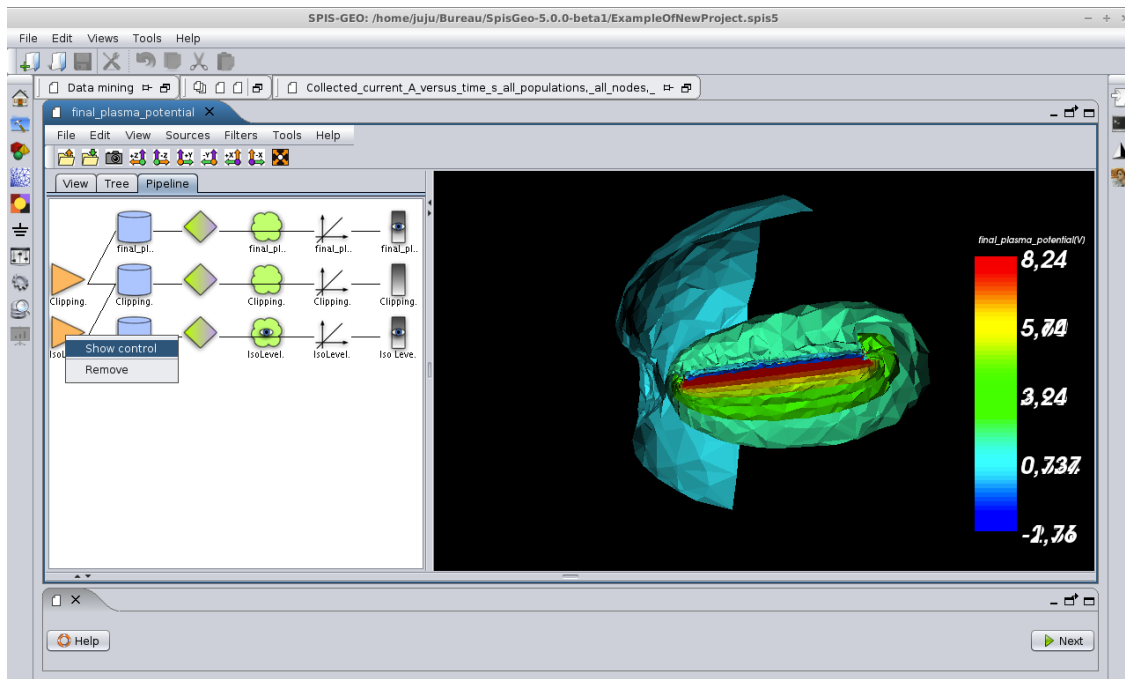 SPIS-GEO: /home/juju/Bureau/SpisGeo-5.0.0-beta1/ExampleOfNewProject.spis5
File Edit Views Tools Help
Data mining
Collected_current_A_versus_time_s_all_populations,_all_nodes,_
final_plasma_potential
File Edit View Sources Filters Tools Help
+Z -Z +Y -Y +X -X
View Tree Pipeline
final_pl.. final_pl.. final_pl.. final_pl..
Clipping. Clipping. Clipping. Clipping. Clipping.
IsoLevel. IsoLevel. Iso Leve.
Show control
Remove
final_plasma_potential(V)
8,24
-
Help
Next